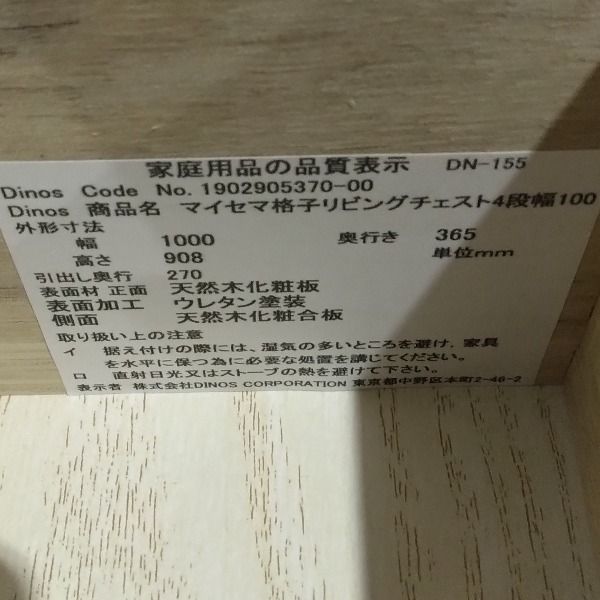 家庭用品の品質表示 DN-155
Dinos Code No.1902905370-00
Dinos 商品名 マイセマ格子リビングチェスト4段幅100
外形寸法
幅 1000 奥行き 365
高さ 908 単位mm
引出し奥行 270
表面材 正面 天然木化粧板
表面加工 ウレタン塗装
側面 天然木化粧合板
取り扱い上の注意
イ 据え付けの際には、湿気の多いところを避け、家具
を水平に保つ為に必要な処置を講じてください。
ロ 直射日光又はストーブの熱を避けて下さい。
表示者 株式会社DINOS CORPORATION 東京都中野区本町2-46-2